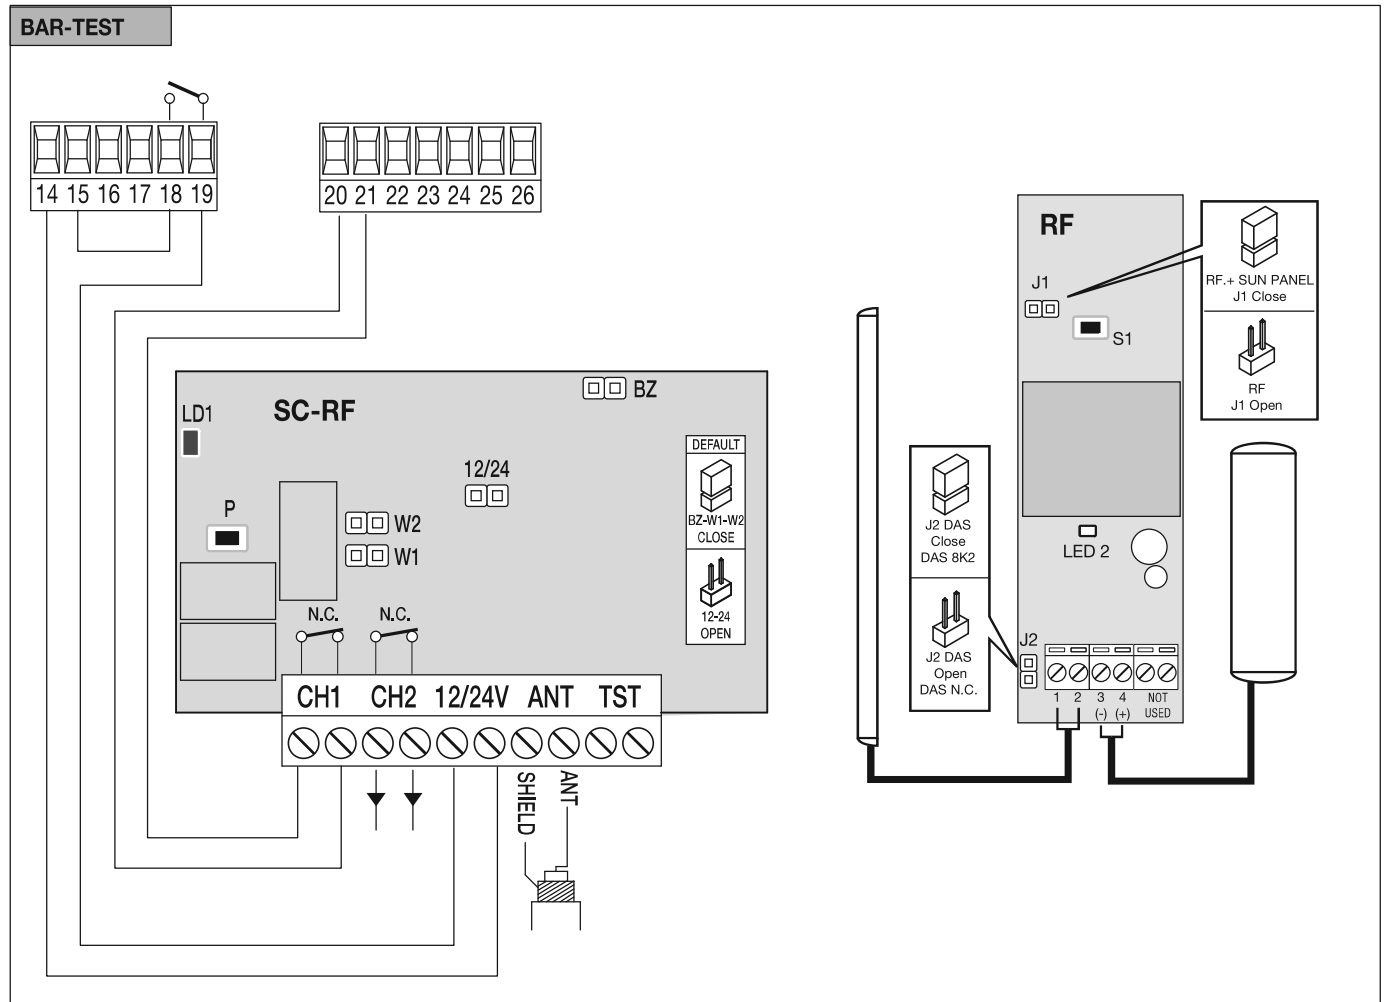 BAR-TEST
14 15 16 17 18 19
20 21 22 23 24 25 26
SC-RF
LD1
P
BZ
12/24
W2
W1
N.C.
N.C.
DEFAULT
BZ-W1-W2
CLOSE
12-24
OPEN
CH1 CH2 12/24V ANT TST
SHIELD
ANT
RF
J1
S1
RF.+ SUN PANEL
J1 Close
RF
J1 Open
J2 DAS
Close
DAS 8K2
J2 DAS
Open
DAS N.C.
LED 2
J2
1 2 3 4 NOT
(-) (+) USED